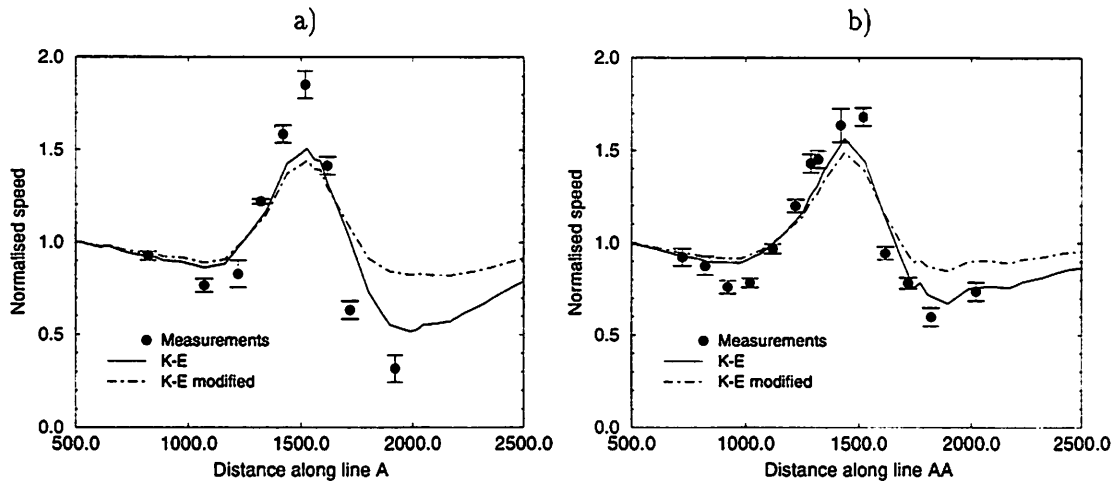 a)
2.0
1.5
1.0
0.5
0.0
Normalised speed
Measurements
K-E
K-E modified
500.0 1000.0 1500.0 2000.0 2500.0
Distance along line A
b)
2.0
1.5
1.0
0.5
0.0
Normalised speed
Measurements
K-E
K-E modified
500.0 1000.0 1500.0 2000.0 2500.0
Distance along line AA